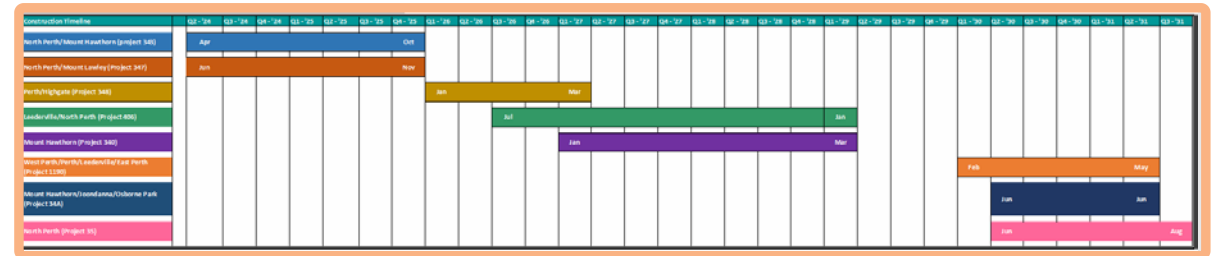 Construction Timeline Q2 - '24 Q3 - '24 Q4 - '24 Q1 - '25 Q2 - '25 Q3 - '25 Q4 - '25 Q1 - '26 Q2 - '26 Q3 - '26 Q4 - '26 Q1 - '27 Q2 - '27 Q3 - '27 Q4 - '27 Q1 - '28 Q2 - '28 Q3 - '28 Q4 - '28 Q1 - '29 Q2 - '29 Q3 - '29 Q1 - '30 Q2 - '30 Q3 - '30 Q4 - '30 Q1 - '31 Q2 - '31 Q3 - '31
North Perth/Mount Hawthorn (project 345) Apr Oct
North Perth/Mount Lawley (Project 347) Jun Nov
Perth/Highgate (Project 348) Jan Mar
Leederville/North Perth (Project 406) Jul Jan
Mount Hawthorn (Project 340) Jan Mar
West Perth/Perth/Leederville/East Perth
(Project 1190) Feb May
Mount Hawthorn/Joondanna/Osborne Park
(Project 34A) Jun Jun
North Perth (Project 35) Jun Aug